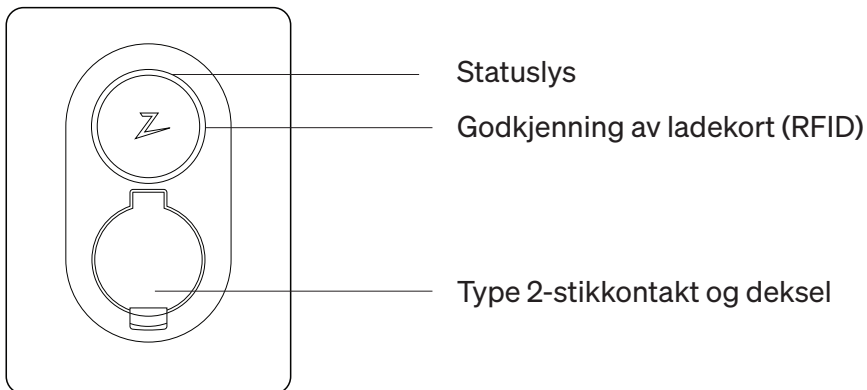 Statuslys
Godkjenning av ladekort (RFID)
Type 2-stikkontakt og deksel